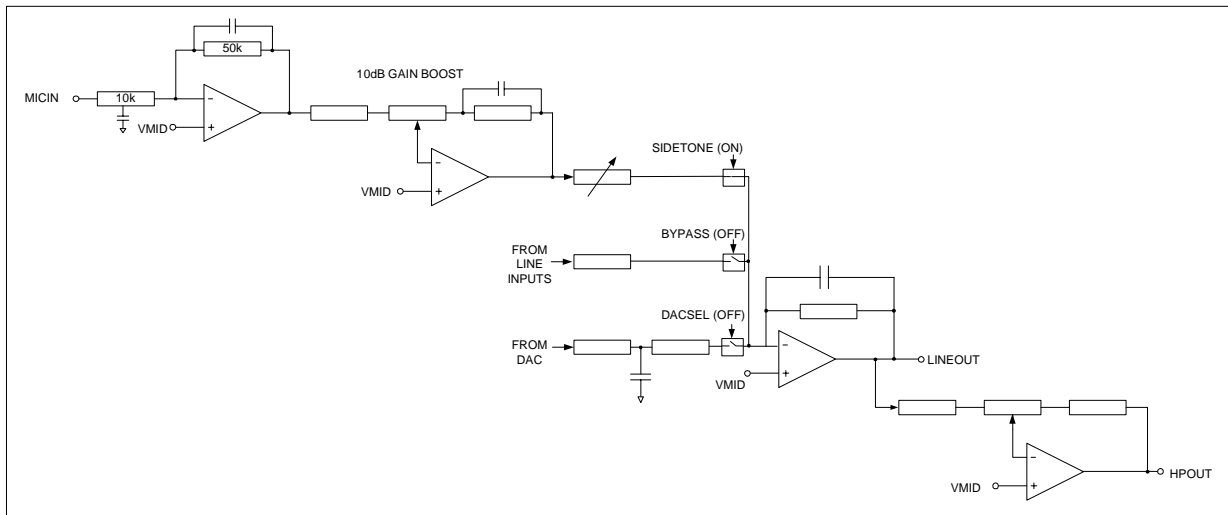 50k
10dB GAIN BOOST
MICIN
10k
−
VMID
+
SIDETONE (ON)
−
VMID
+
BYPASS (OFF)
FROM
LINE
INPUTS
DACSEL (OFF)
FROM
DAC
−
LINEOUT
VMID
+
−
HPOUT
VMID
+